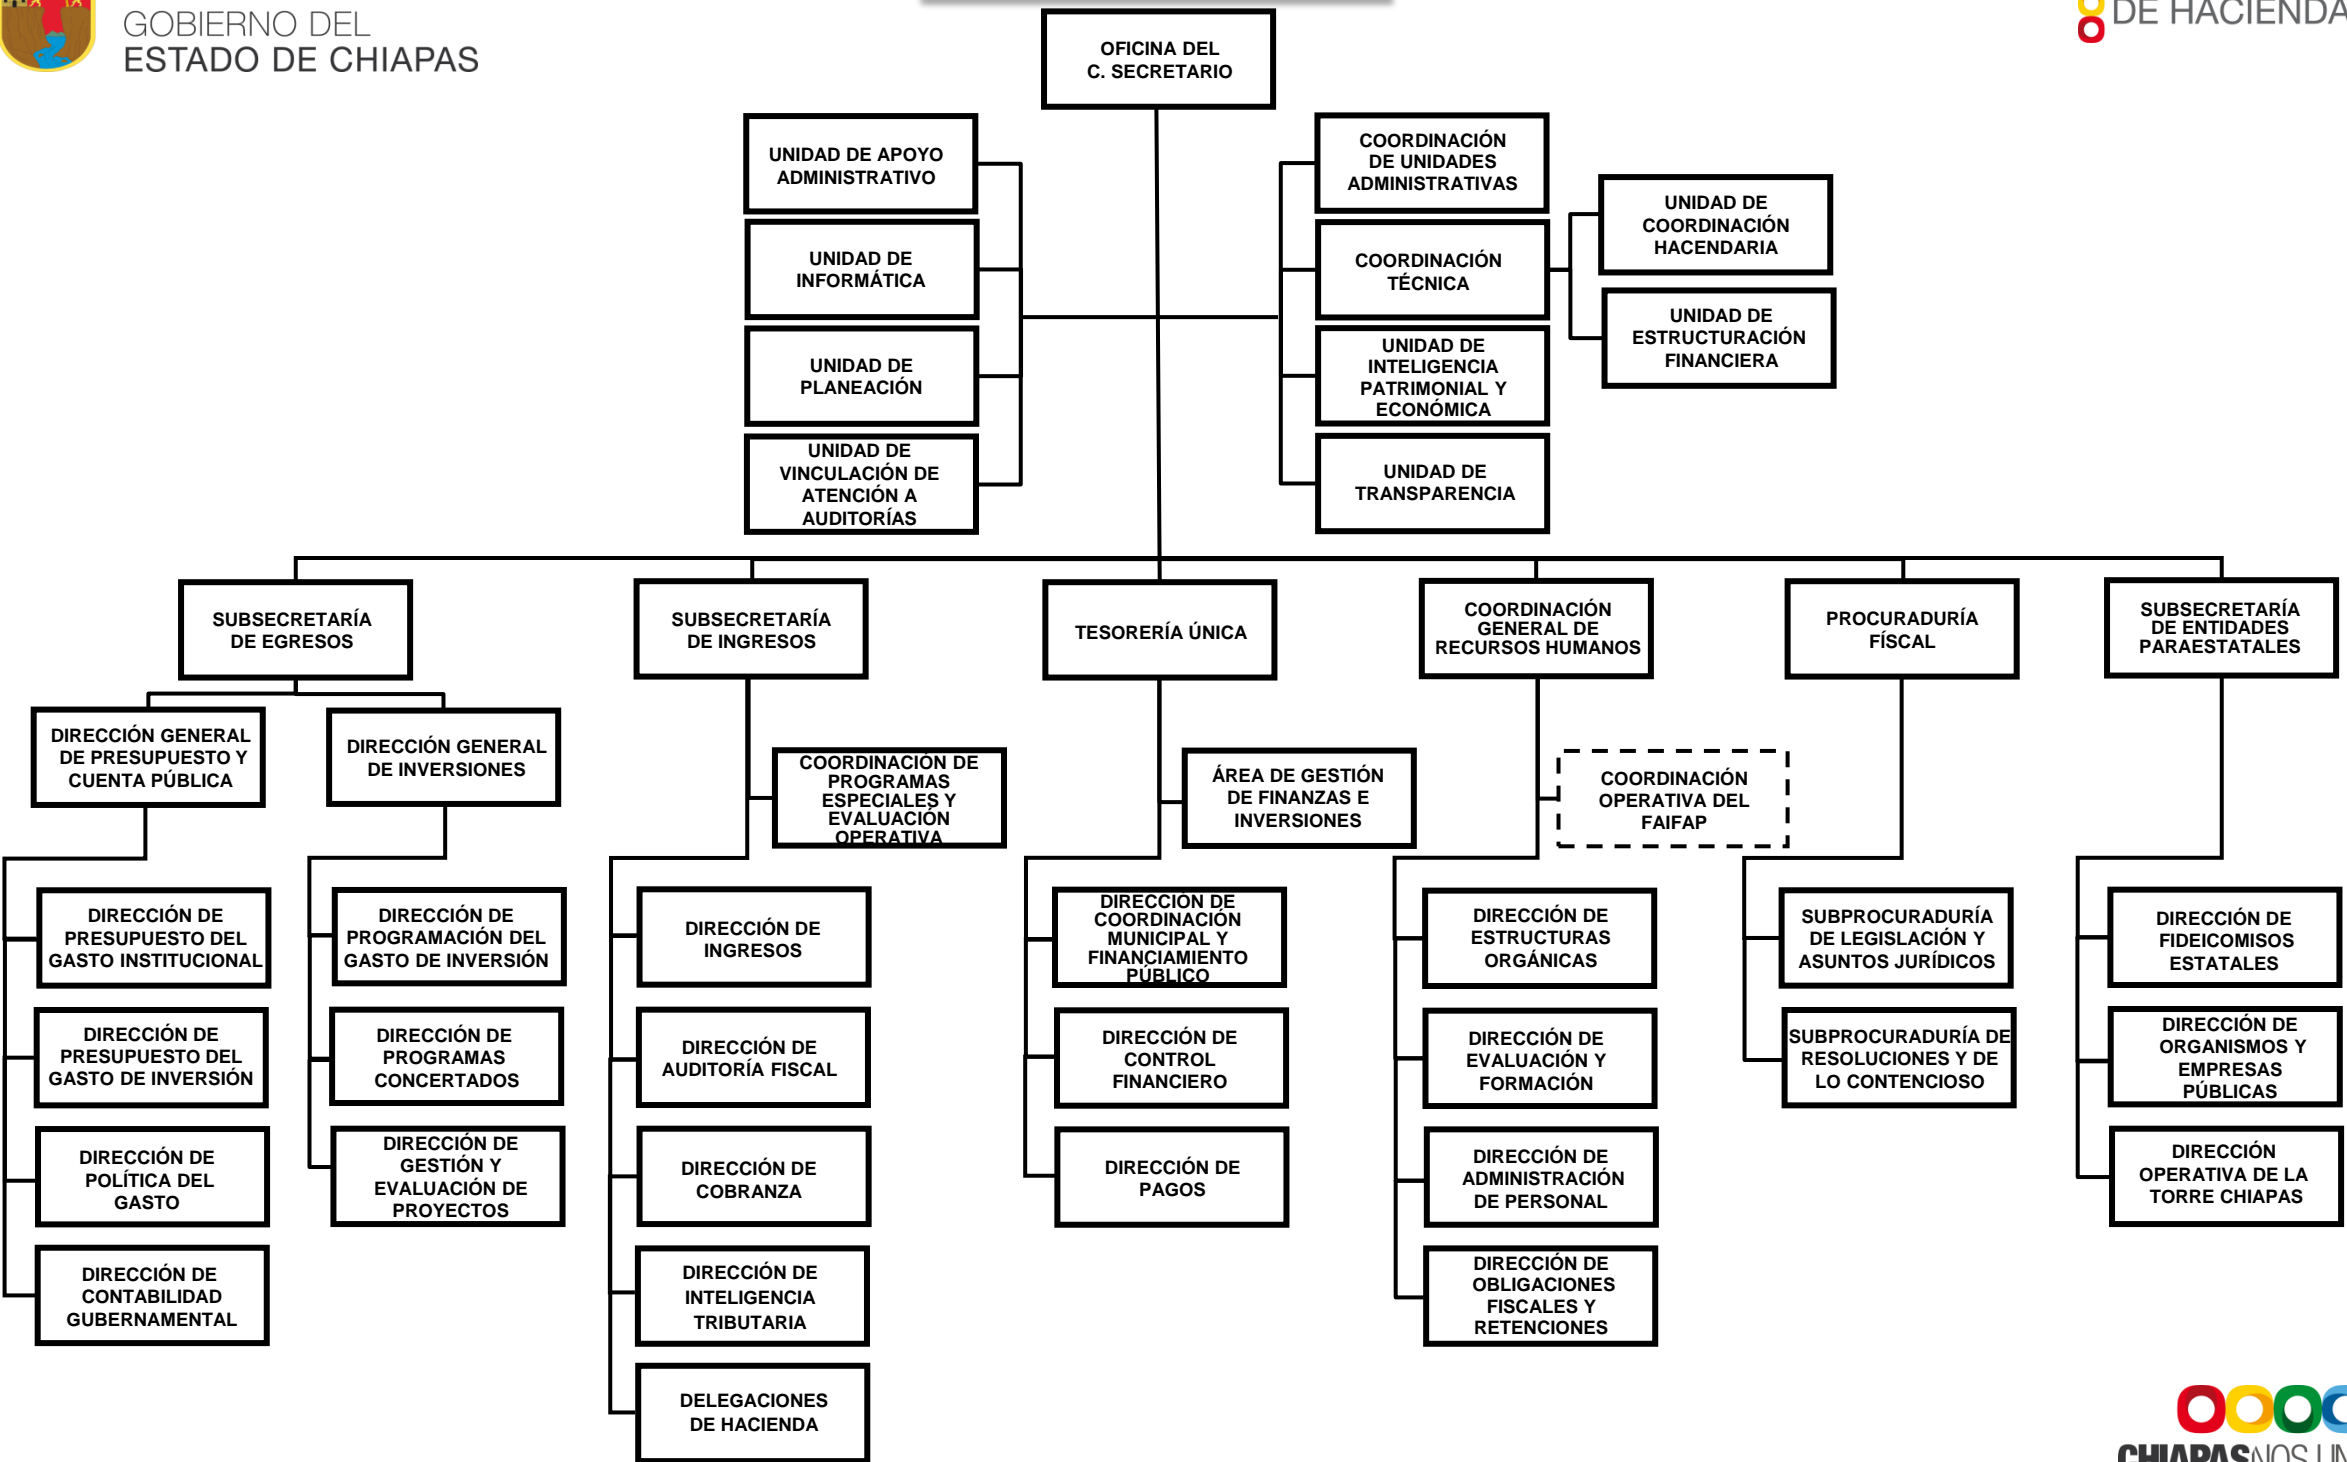 GOBIERNO DEL
ESTADO DE CHIAPAS
DE HACIENDA
OFICINA DEL
C. SECRETARIO
UNIDAD DE APOYO
ADMINISTRATIVO
UNIDAD DE
INFORMÁTICA
UNIDAD DE
PLANEACIÓN
UNIDAD DE
VINCULACIÓN DE
ATENCIÓN A
AUDITORÍAS
COORDINACIÓN
DE UNIDADES
ADMINISTRATIVAS
COORDINACIÓN
TÉCNICA
UNIDAD DE
INTELIGENCIA
PATRIMONIAL Y
ECONÓMICA
UNIDAD DE
TRANSPARENCIA
UNIDAD DE
COORDINACIÓN
HACENDARIA
UNIDAD DE
ESTRUCTURACIÓN
FINANCIERA
SUBSECRETARÍA
DE EGRESOS
SUBSECRETARÍA
DE INGRESOS
TESORERÍA ÚNICA
COORDINACIÓN
GENERAL DE
RECURSOS HUMANOS
PROCURADURÍA
FÍSCAL
SUBSECRETARÍA
DE ENTIDADES
PARAESTATALES
DIRECCIÓN GENERAL
DE PRESUPUESTO Y
CUENTA PÚBLICA
DIRECCIÓN GENERAL
DE INVERSIONES
COORDINACIÓN DE
PROGRAMAS
ESPECIALES Y
EVALUACIÓN
OPERATIVA
ÁREA DE GESTIÓN
DE FINANZAS E
INVERSIONES
COORDINACIÓN
OPERATIVA DEL
FAIFAP
DIRECCIÓN DE
PRESUPUESTO DEL
GASTO INSTITUCIONAL
DIRECCIÓN DE
PRESUPUESTO DEL
GASTO DE INVERSIÓN
DIRECCIÓN DE
POLÍTICA DEL
GASTO
DIRECCIÓN DE
CONTABILIDAD
GUBERNAMENTAL
DIRECCIÓN DE
PROGRAMACIÓN DEL
GASTO DE INVERSIÓN
DIRECCIÓN DE
PROGRAMAS
CONCERTADOS
DIRECCIÓN DE
GESTIÓN Y
EVALUACIÓN DE
PROYECTOS
DIRECCIÓN DE
INGRESOS
DIRECCIÓN DE
AUDITORÍA FISCAL
DIRECCIÓN DE
COBRANZA
DIRECCIÓN DE
INTELIGENCIA
TRIBUTARIA
DELEGACIONES
DE HACIENDA
DIRECCIÓN DE
COORDINACIÓN
MUNICIPAL Y
FINANCIAMIENTO
PÚBLICO
DIRECCIÓN DE
CONTROL
FINANCIERO
DIRECCIÓN DE
PAGOS
DIRECCIÓN DE
ESTRUCTURAS
ORGÁNICAS
DIRECCIÓN DE
EVALUACIÓN Y
FORMACIÓN
DIRECCIÓN DE
ADMINISTRACIÓN
DE PERSONAL
DIRECCIÓN DE
OBLIGACIONES
FISCALES Y
RETENCIONES
SUBPROCURADURÍA
DE LEGISLACIÓN Y
ASUNTOS JURÍDICOS
SUBPROCURADURÍA DE
RESOLUCIONES Y DE
LO CONTENCIOSO
DIRECCIÓN DE
FIDEICOMISOS
ESTATALES
DIRECCIÓN DE
ORGANISMOS Y
EMPRESAS
PÚBLICAS
DIRECCIÓN
OPERATIVA DE LA
TORRE CHIAPAS
CHIAPAS NOS